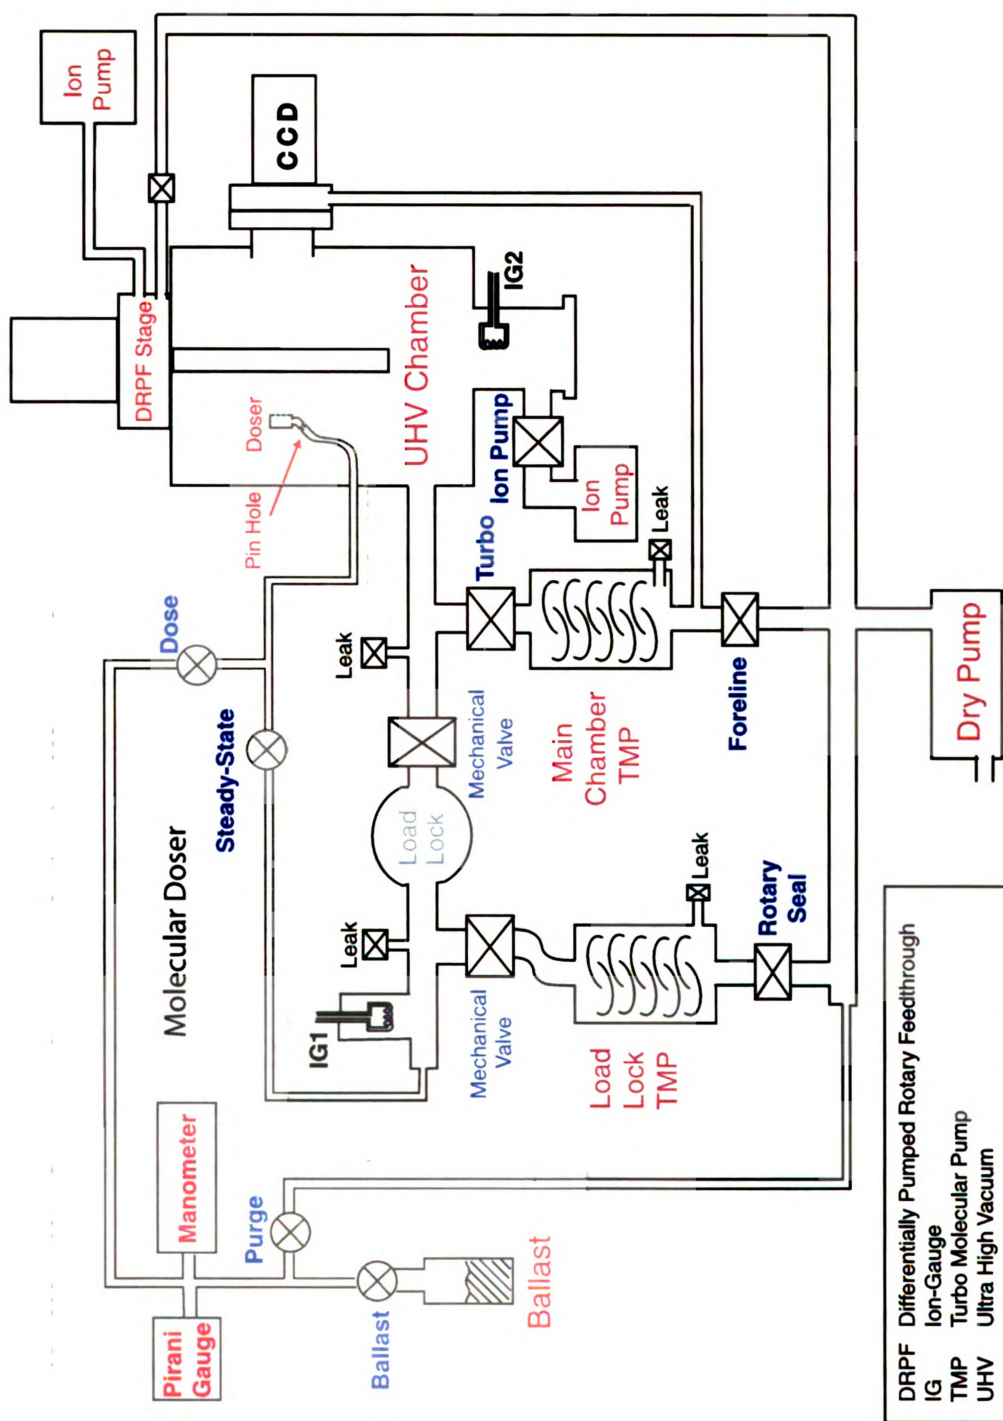 Ion
Pump
DRPF Stage
CCD
IG2
UHV Chamber
Doser
Pin Hole
Ion Pump
Ion
Pump
Turbo
Leak
Dose
Steady-State
Leak
Mechanical
Valve
Main
Chamber
TMP
Foreline
Dry Pump
Molecular Doser
Load
Lock
Leak
IG1
Mechanical
Valve
Leak
Load
Lock
TMP
Rotary
Seal
Manometer
Pirani
Gauge
Purge
Ballast
Ballast
DRPF Differentially Pumped Rotary Feedthrough
IG Ion-Gauge
TMP Turbo Molecular Pump
UHV Ultra High Vacuum